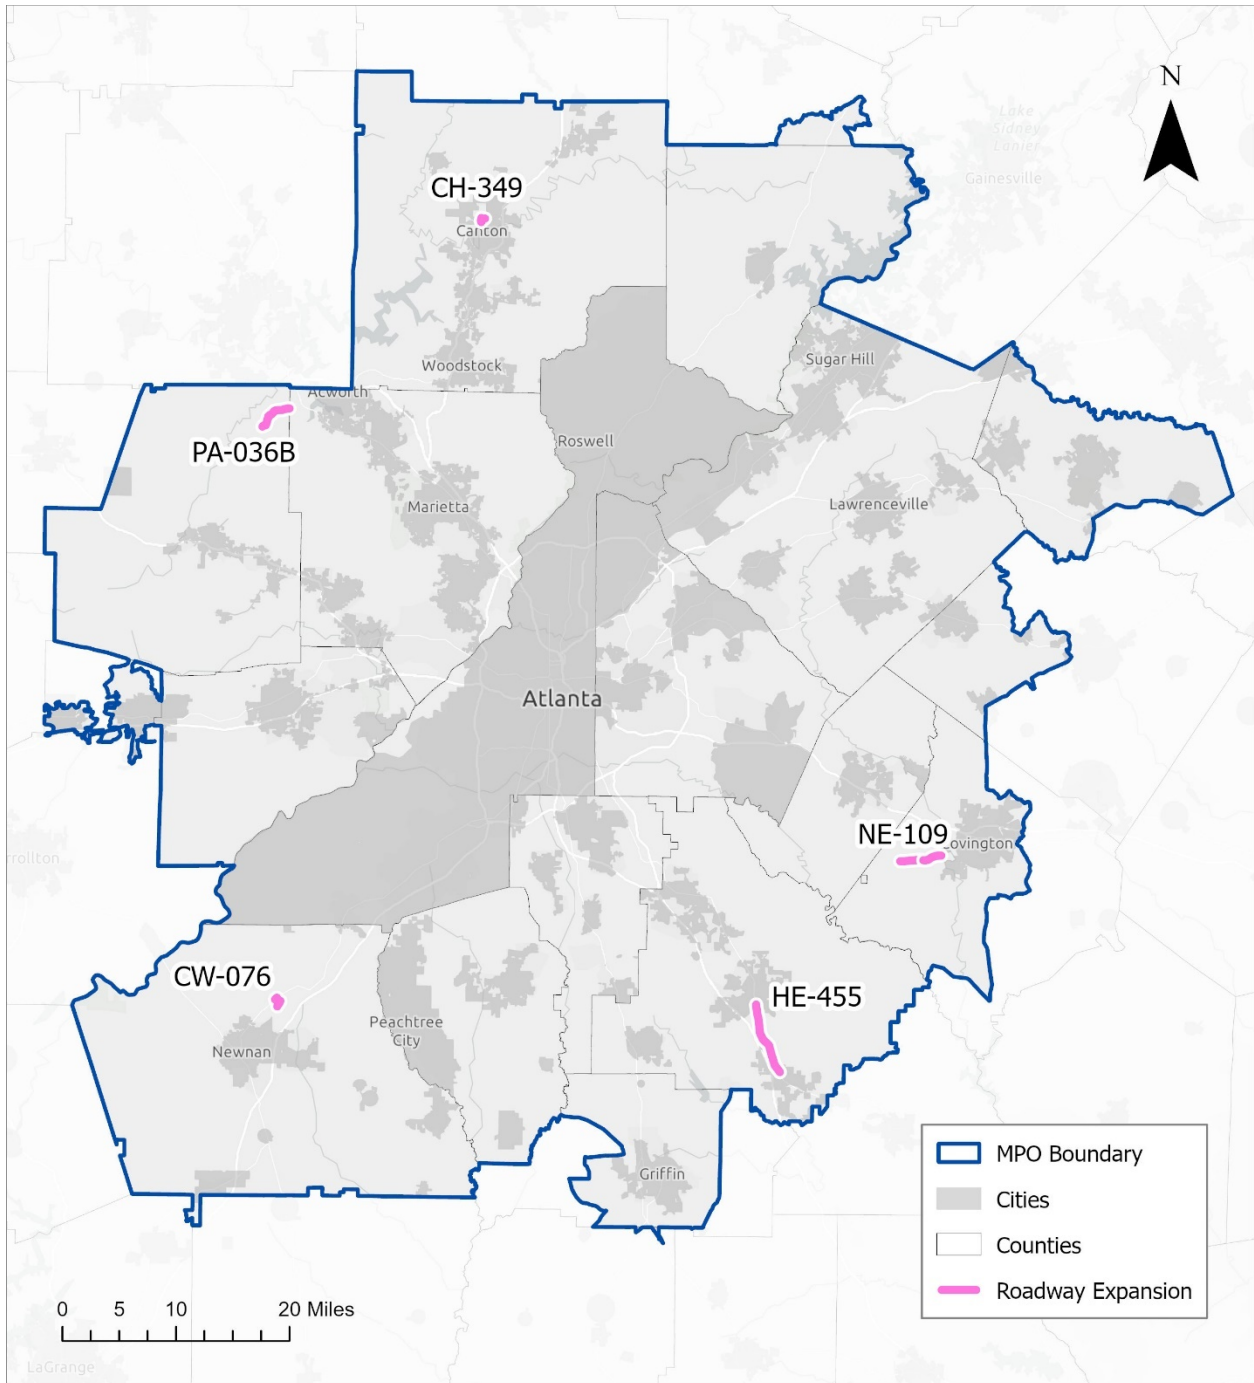 N
Lake
Sidney
Lanier
Gainesville
CH-349
Canton
Sugar Hill
Woodstock
Acworth
PA-036B
Roswell
Marietta
Lawrenceville
Atlanta
NE-109
Covington
rrollton
CW-076
HE-455
Peachtree
City
Newnan
Griffin
MPO Boundary
Cities
Counties
Roadway Expansion
0 5 10 20 Miles
LaGrange